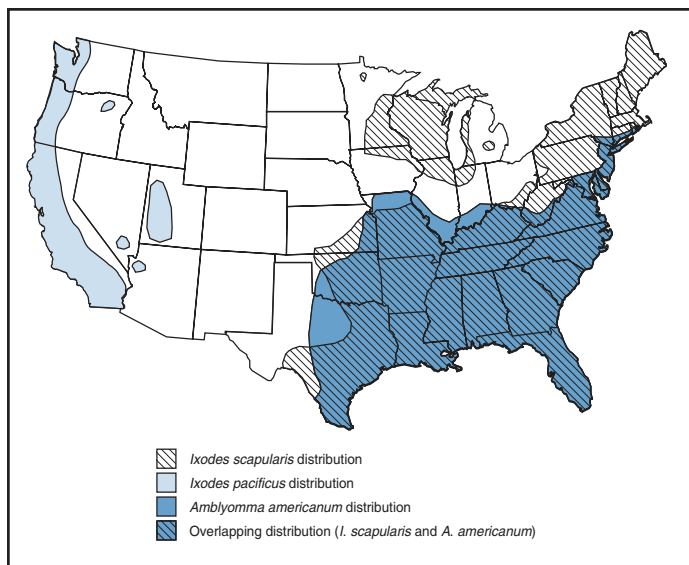 Ixodes scapularis distribution
Ixodes pacificus distribution
Amblyomma americanum distribution
Overlapping distribution (I. scapularis and A. americanum)